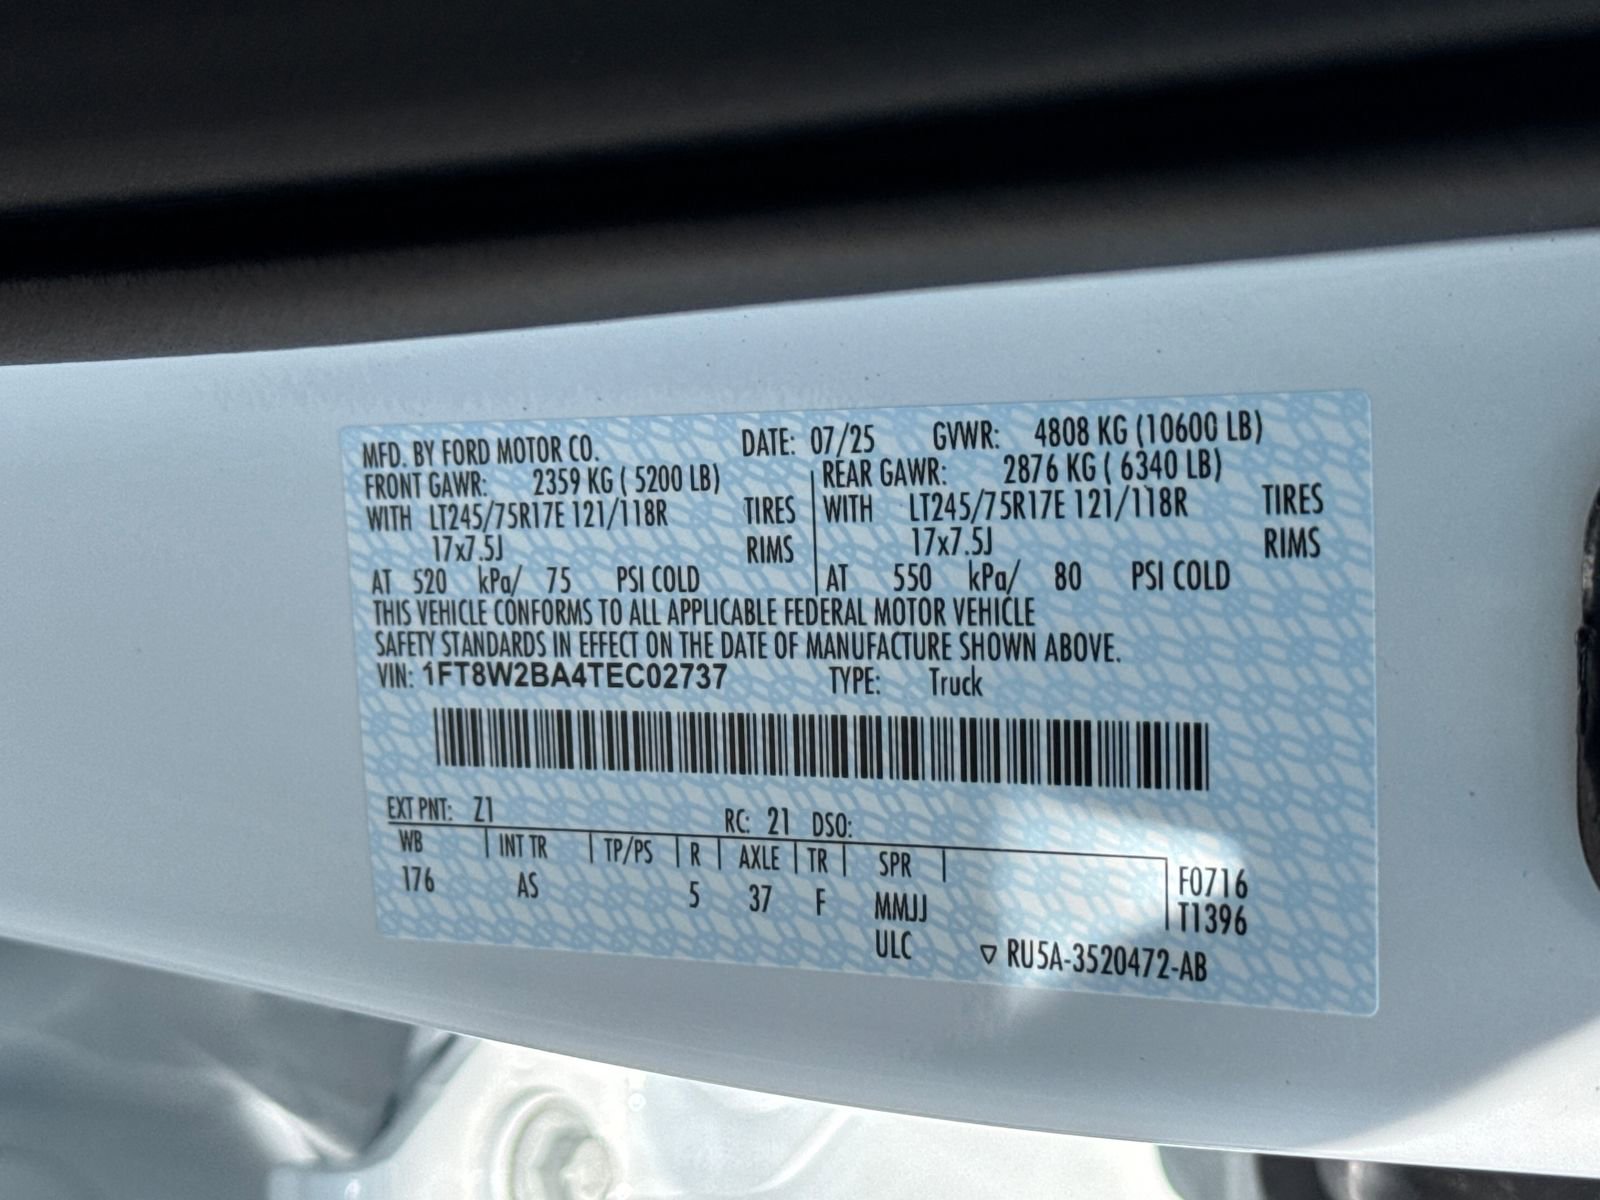 MFD. BY FORD MOTOR CO. DATE: 07/25 GVWR: 4808 KG (10600 LB)
FRONT GAWR: 2359 KG ( 5200 LB) REAR GAWR: 2876 KG ( 6340 LB)
WITH LT245/75R17E 121/118R TIRES WITH LT245/75R17E 121/118R TIRES
17x7.5J RIMS 17x7.5J RIMS
AT 520 kPa/ 75 PSI COLD AT 550 kPa/ 80 PSI COLD
THIS VEHICLE CONFORMS TO ALL APPLICABLE FEDERAL MOTOR VEHICLE
SAFETY STANDARDS IN EFFECT ON THE DATE OF MANUFACTURE SHOWN ABOVE.
VIN: 1FT8W2BA4TEC02737 TYPE: Truck
EXT PNT: Z1 RC: 21 DSO:
WB INT TR TP/PS R AXLE TR SPR F0716
176 AS 5 37 F MMJJ T1396
ULC ▽ RU5A-3520472-AB